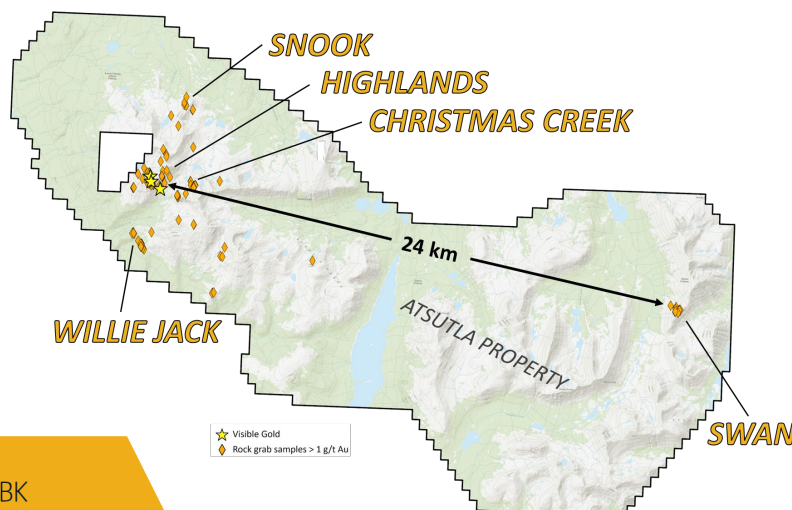 SNOOK
HIGHLANDS
CHRISTMAS CREEK
24 km
ATSUTLA PROPERTY
WILLIE JACK
SWAN
Visible Gold
Rock grab samples > 1 g/t Au
BK